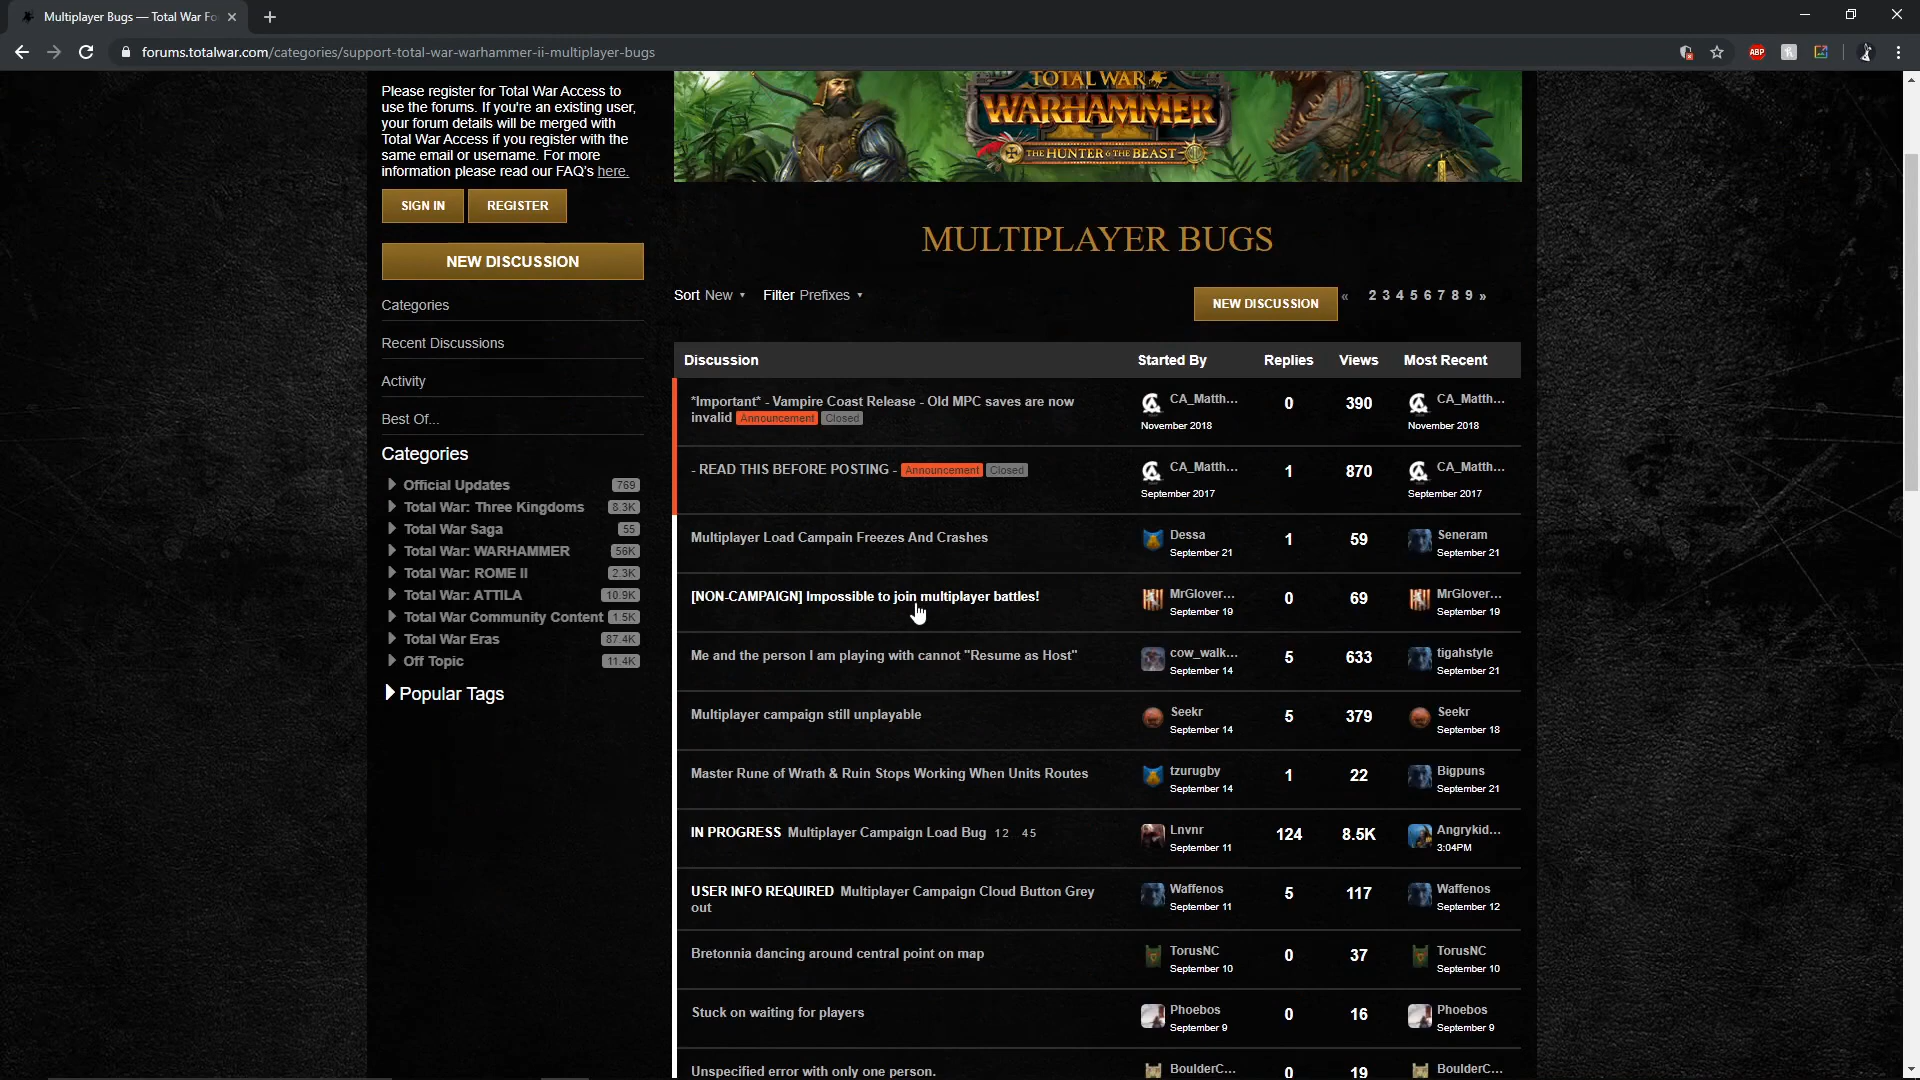 Multiplayer Bugs — Total War Fo
forums.totalwar.com/categories/support-total-war-warhammer-ii-multiplayer-bugs
ABP
Please register for Total War Access to
use the forums. If you're an existing user,
your forum details will be merged with
Total War Access if you register with the
same email or username. For more
information please read our FAQ's here.
SIGN IN
REGISTER
NEW DISCUSSION
Categories
Recent Discussions
Activity
Best Of...
Categories
Official Updates 769
Total War: Three Kingdoms 8.3K
Total War Saga 55
Total War: WARHAMMER 56K
Total War: ROME II 2.3K
Total War: ATTILA 10.9K
Total War Community Content 1.5K
Total War Eras 87.4K
Off Topic 11.4K
Popular Tags
TOTAL WAR
WARHAMMER
II
THE HUNTER & THE BEAST
MULTIPLAYER BUGS
Sort New ▾ Filter Prefixes ▾
NEW DISCUSSION
« 2 3 4 5 6 7 8 9 »
Discussion Started By Replies Views Most Recent
*Important* - Vampire Coast Release - Old MPC saves are now
invalid Announcement Closed
CA_Matth... 0 390 CA_Matth...
November 2018 November 2018
- READ THIS BEFORE POSTING - Announcement Closed
CA_Matth... 1 870 CA_Matth...
September 2017 September 2017
Multiplayer Load Campain Freezes And Crashes Dessa 1 59 Seneram
September 21 September 21
[NON-CAMPAIGN] Impossible to join multiplayer battles! MrGlover... 0 69 MrGlover...
September 19 September 19
Me and the person I am playing with cannot "Resume as Host" cow_walk... 5 633 tigahstyle
September 14 September 21
Multiplayer campaign still unplayable Seekr 5 379 Seekr
September 14 September 18
Master Rune of Wrath & Ruin Stops Working When Units Routes tzurugby 1 22 Bigpuns
September 14 September 21
IN PROGRESS Multiplayer Campaign Load Bug 1 2 4 5 Lnvnr 124 8.5K Angrykid...
September 11 3:04PM
USER INFO REQUIRED Multiplayer Campaign Cloud Button Grey
out
Waffenos 5 117 Waffenos
September 11 September 12
Bretonnia dancing around central point on map TorusNC 0 37 TorusNC
September 10 September 10
Stuck on waiting for players Phoebos 0 16 Phoebos
September 9 September 9
Unspecified error with only one person. BoulderC... 0 19 BoulderC...